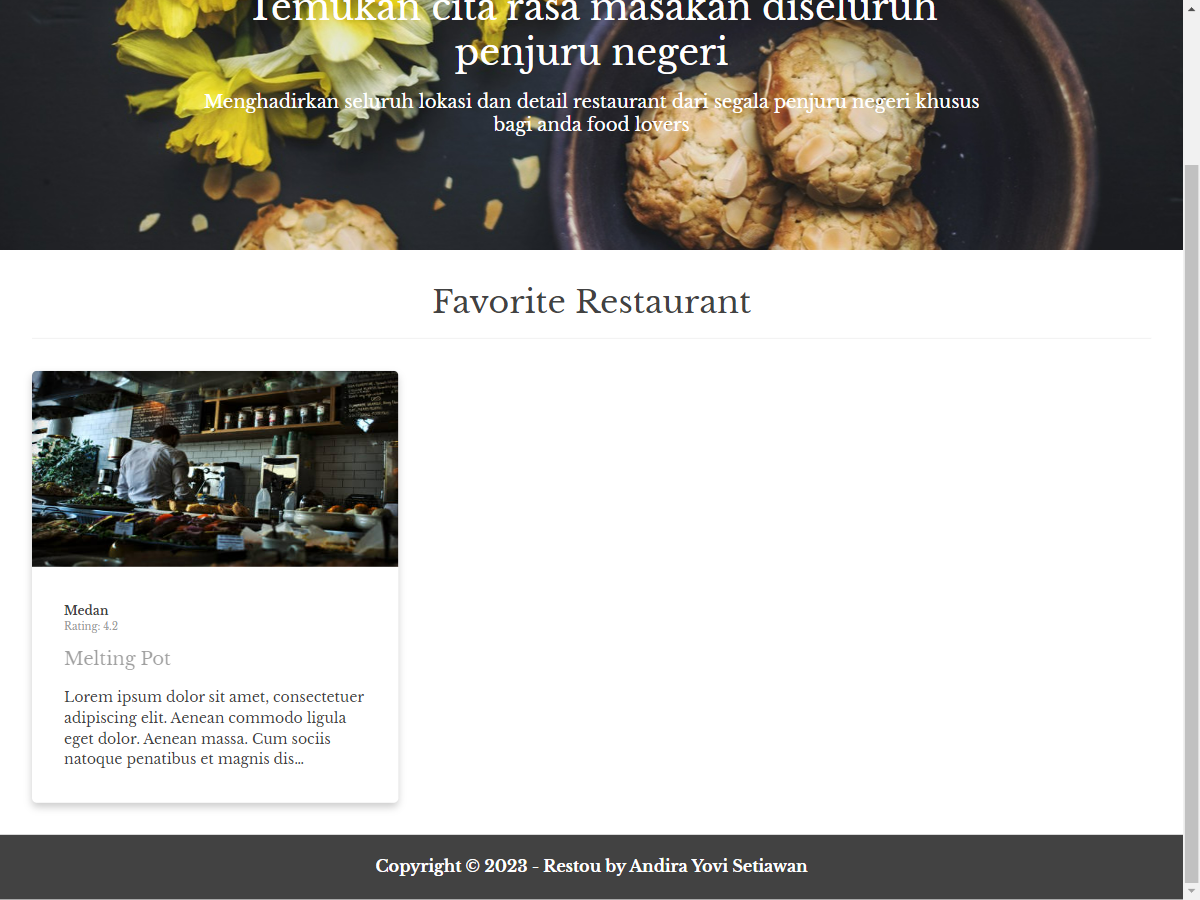 Temukan cita rasa masakan diseluruh
penjuru negeri
Menghadirkan seluruh lokasi dan detail restaurant dari segala penjuru negeri khusus
bagi anda food lovers
Favorite Restaurant
Medan
Rating: 4.2
Melting Pot
Lorem ipsum dolor sit amet, consectetuer
adipiscing elit. Aenean commodo ligula
eget dolor. Aenean massa. Cum sociis
natoque penatibus et magnis dis...
Copyright © 2023 - Restou by Andira Yovi Setiawan